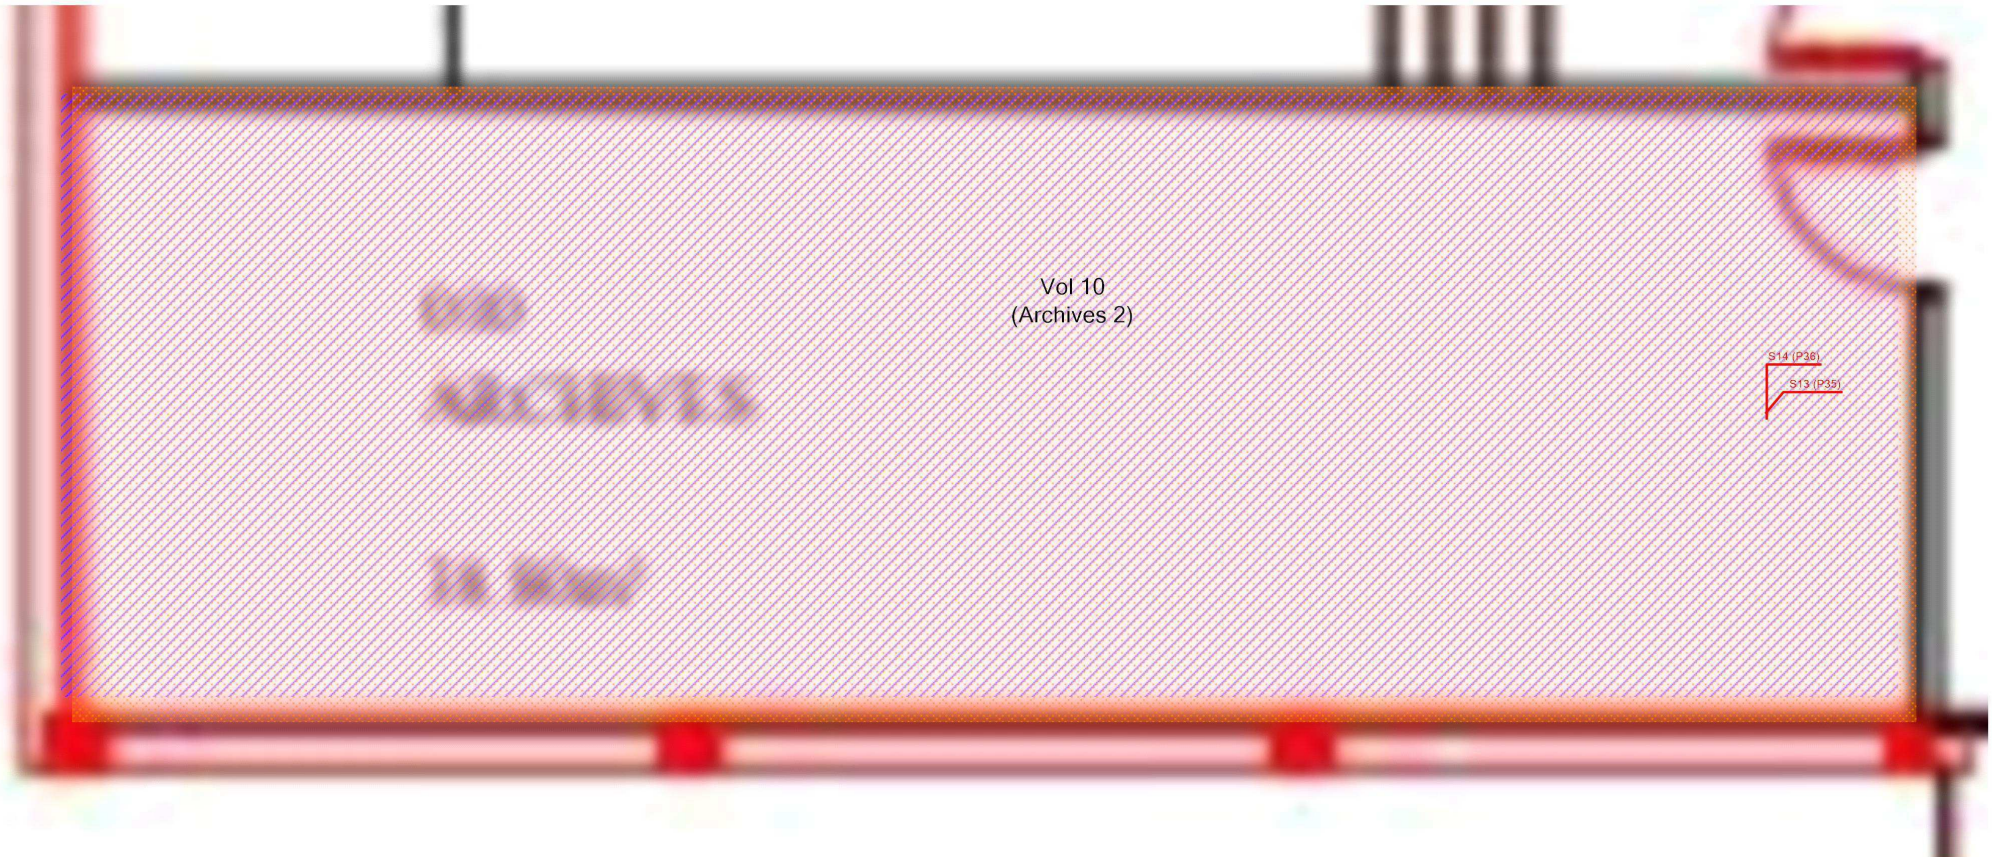 Vol 10
(Archives 2)
S14 (P36)
S13 (P35)
ARCHIVES